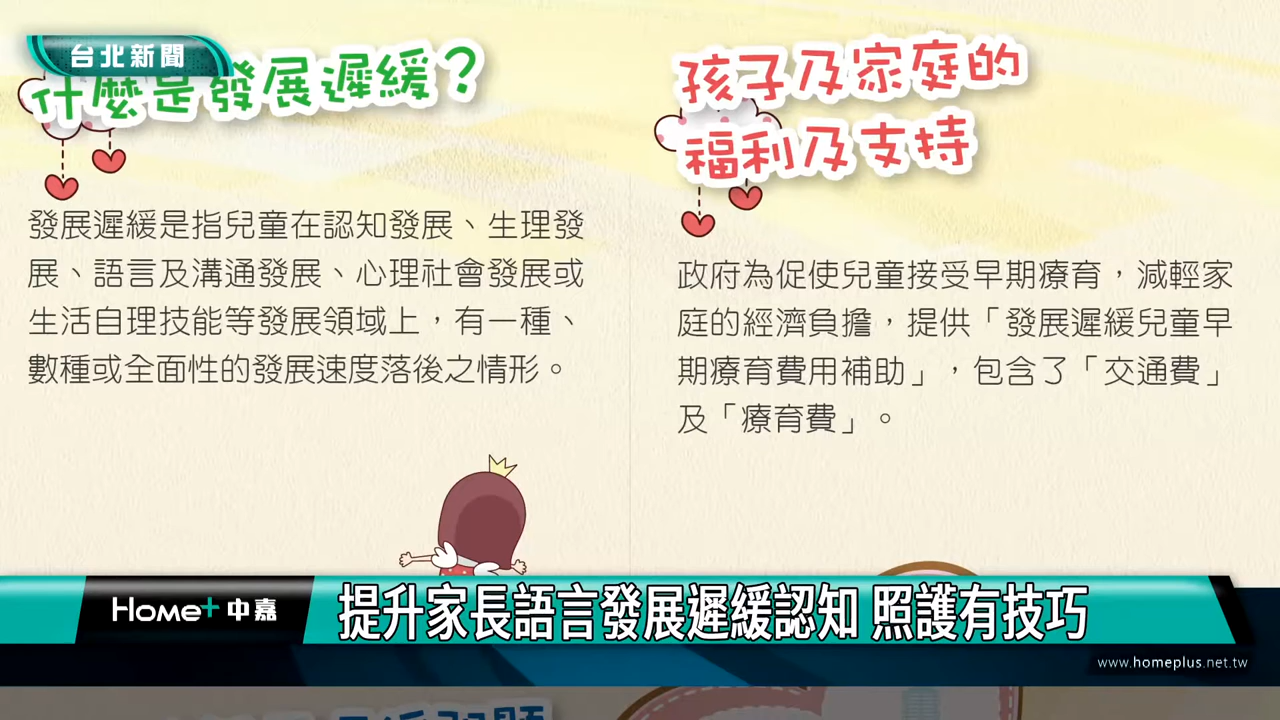 台北新聞
什麼是發展遲緩？
發展遲緩是指兒童在認知發展、生理發
展、語言及溝通發展、心理社會發展或
生活自理技能等發展領域上，有一種、
數種或全面性的發展速度落後之情形。
孩子及家庭的
福利及支持
政府為促使兒童接受早期療育，減輕家
庭的經濟負擔，提供「發展遲緩兒童早
期療育費用補助」，包含了「交通費」
及「療育費」。
Home+中嘉
提升家長語言發展遲緩認知 照護有技巧
www.homeplus.net.tw